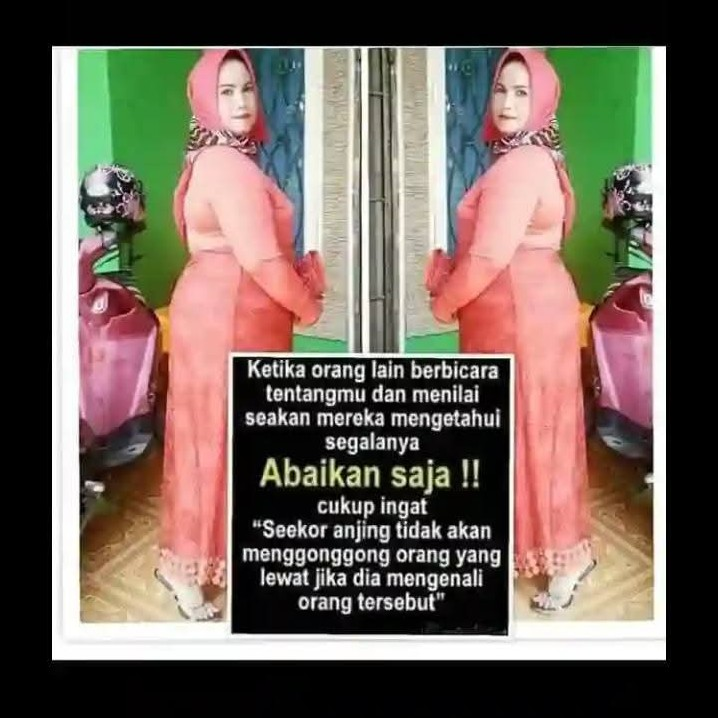 Ketika orang lain berbicara
tentangmu dan menilai
seakan mereka mengetahui
segalanya
Abaikan saja !!
cukup ingat
“Seekor anjing tidak akan
menggonggong orang yang
lewat jika dia mengenali
orang tersebut”